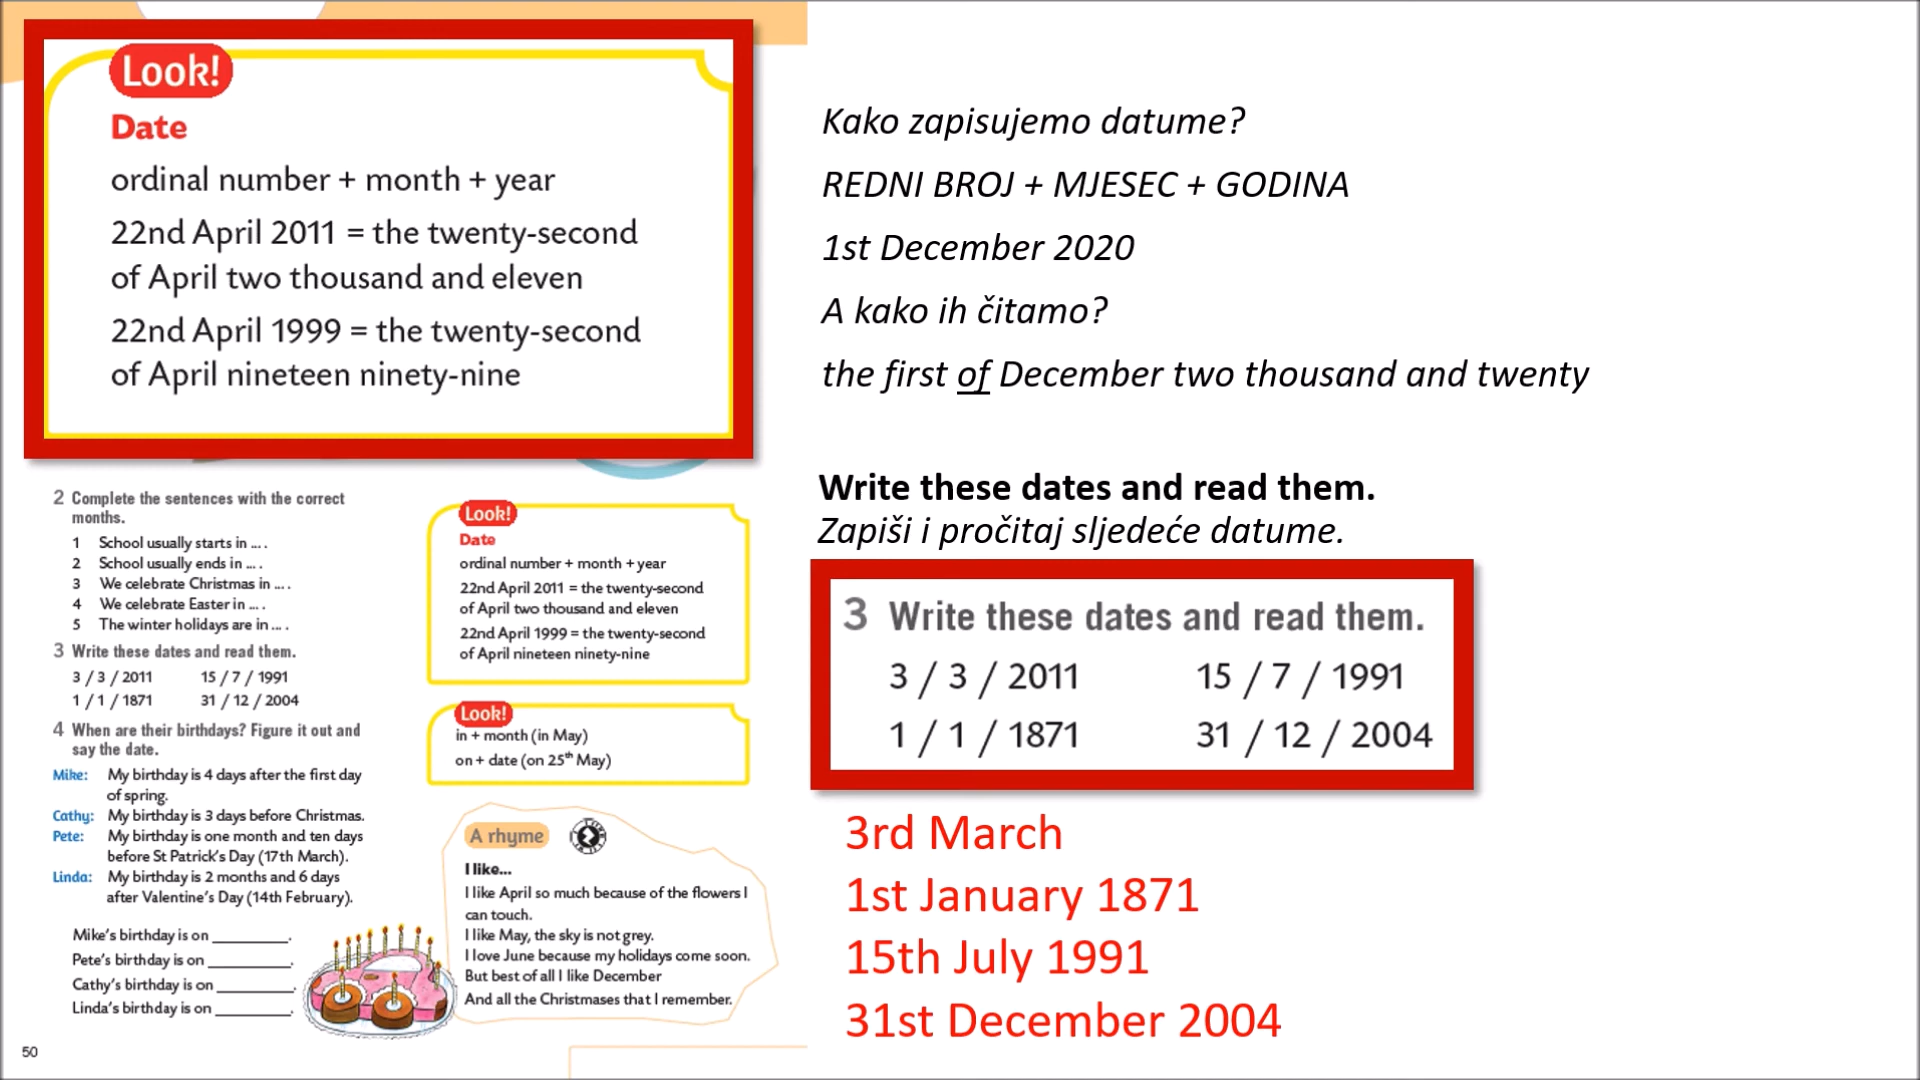 Look!
Date
ordinal number + month + year
22nd April 2011 = the twenty-second
of April two thousand and eleven
22nd April 1999 = the twenty-second
of April nineteen ninety-nine
2 Complete the sentences with the correct
months.
1 School usually starts in ... .
2 School usually ends in ... .
3 We celebrate Christmas in ... .
4 We celebrate Easter in ... .
5 The winter holidays are in ... .
3 Write these dates and read them.
3 / 3 / 2011 15 / 7 / 1991
1 / 1 / 1871 31 / 12 / 2004
4 When are their birthdays? Figure it out and
say the date.
Mike: My birthday is 4 days after the first day
of spring.
Cathy: My birthday is 3 days before Christmas.
Pete: My birthday is one month and ten days
before St Patrick's Day (17th March).
Linda: My birthday is 2 months and 6 days
after Valentine's Day (14th February).
Mike's birthday is on _________.
Pete's birthday is on _________.
Cathy's birthday is on _________.
Linda's birthday is on _________.
50
Look!
Date
ordinal number + month + year
22nd April 2011 = the twenty-second
of April two thousand and eleven
22nd April 1999 = the twenty-second
of April nineteen ninety-nine
Look!
in + month (in May)
on + date (on 25th May)
A rhyme
I like...
I like April so much because of the flowers I
can touch.
I like May, the sky is not grey.
I love June because my holidays come soon.
But best of all I like December
And all the Christmases that I remember.
Kako zapisujemo datume?
REDNI BROJ + MJESEC + GODINA
1st December 2020
A kako ih čitamo?
the first of December two thousand and twenty
Write these dates and read them.
Zapiši i pročitaj sljedeće datume.
3 Write these dates and read them.
3 / 3 / 2011 15 / 7 / 1991
1 / 1 / 1871 31 / 12 / 2004
3rd March
1st January 1871
15th July 1991
31st December 2004